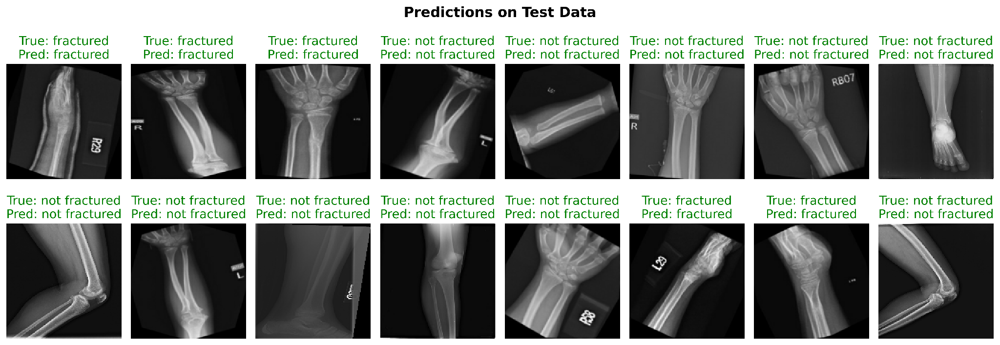 Predictions on Test Data
True: fractured
Pred: fractured
True: fractured
Pred: fractured
True: fractured
Pred: fractured
True: not fractured
Pred: not fractured
True: not fractured
Pred: not fractured
True: not fractured
Pred: not fractured
True: not fractured
Pred: not fractured
True: not fractured
Pred: not fractured
R29
R
L
R
RB07
True: not fractured
Pred: not fractured
True: not fractured
Pred: not fractured
True: not fractured
Pred: not fractured
True: not fractured
Pred: not fractured
True: not fractured
Pred: not fractured
True: fractured
Pred: fractured
True: fractured
Pred: fractured
True: not fractured
Pred: not fractured
L
L29